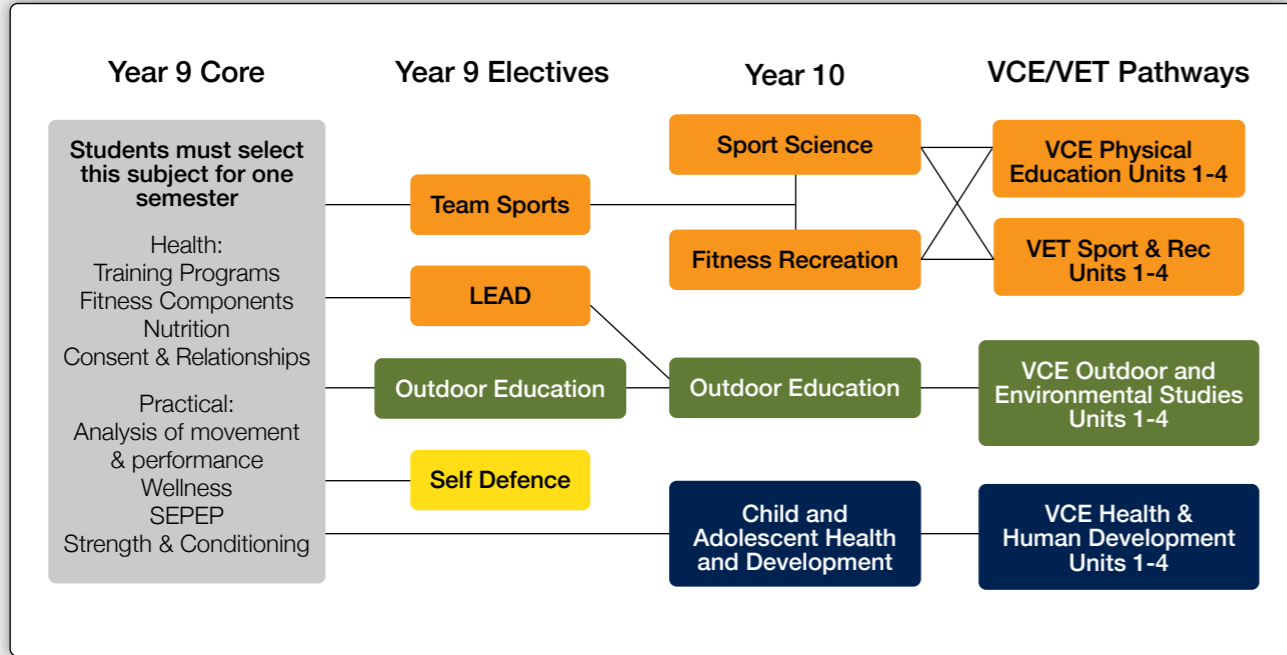 Year 9 Core
Year 9 Electives
Year 10
VCE/VET Pathways
Students must select
this subject for one
semester
Health:
Training Programs
Fitness Components
Nutrition
Consent & Relationships
Practical:
Analysis of movement
& performance
Wellness
SEPEP
Strength & Conditioning
Team Sports
LEAD
Outdoor Education
Self Defence
Sport Science
Fitness Recreation
Outdoor Education
Child and
Adolescent Health
and Development
VCE Physical
Education Units 1-4
VET Sport & Rec
Units 1-4
VCE Outdoor and
Environmental Studies
Units 1-4
VCE Health &
Human Development
Units 1-4